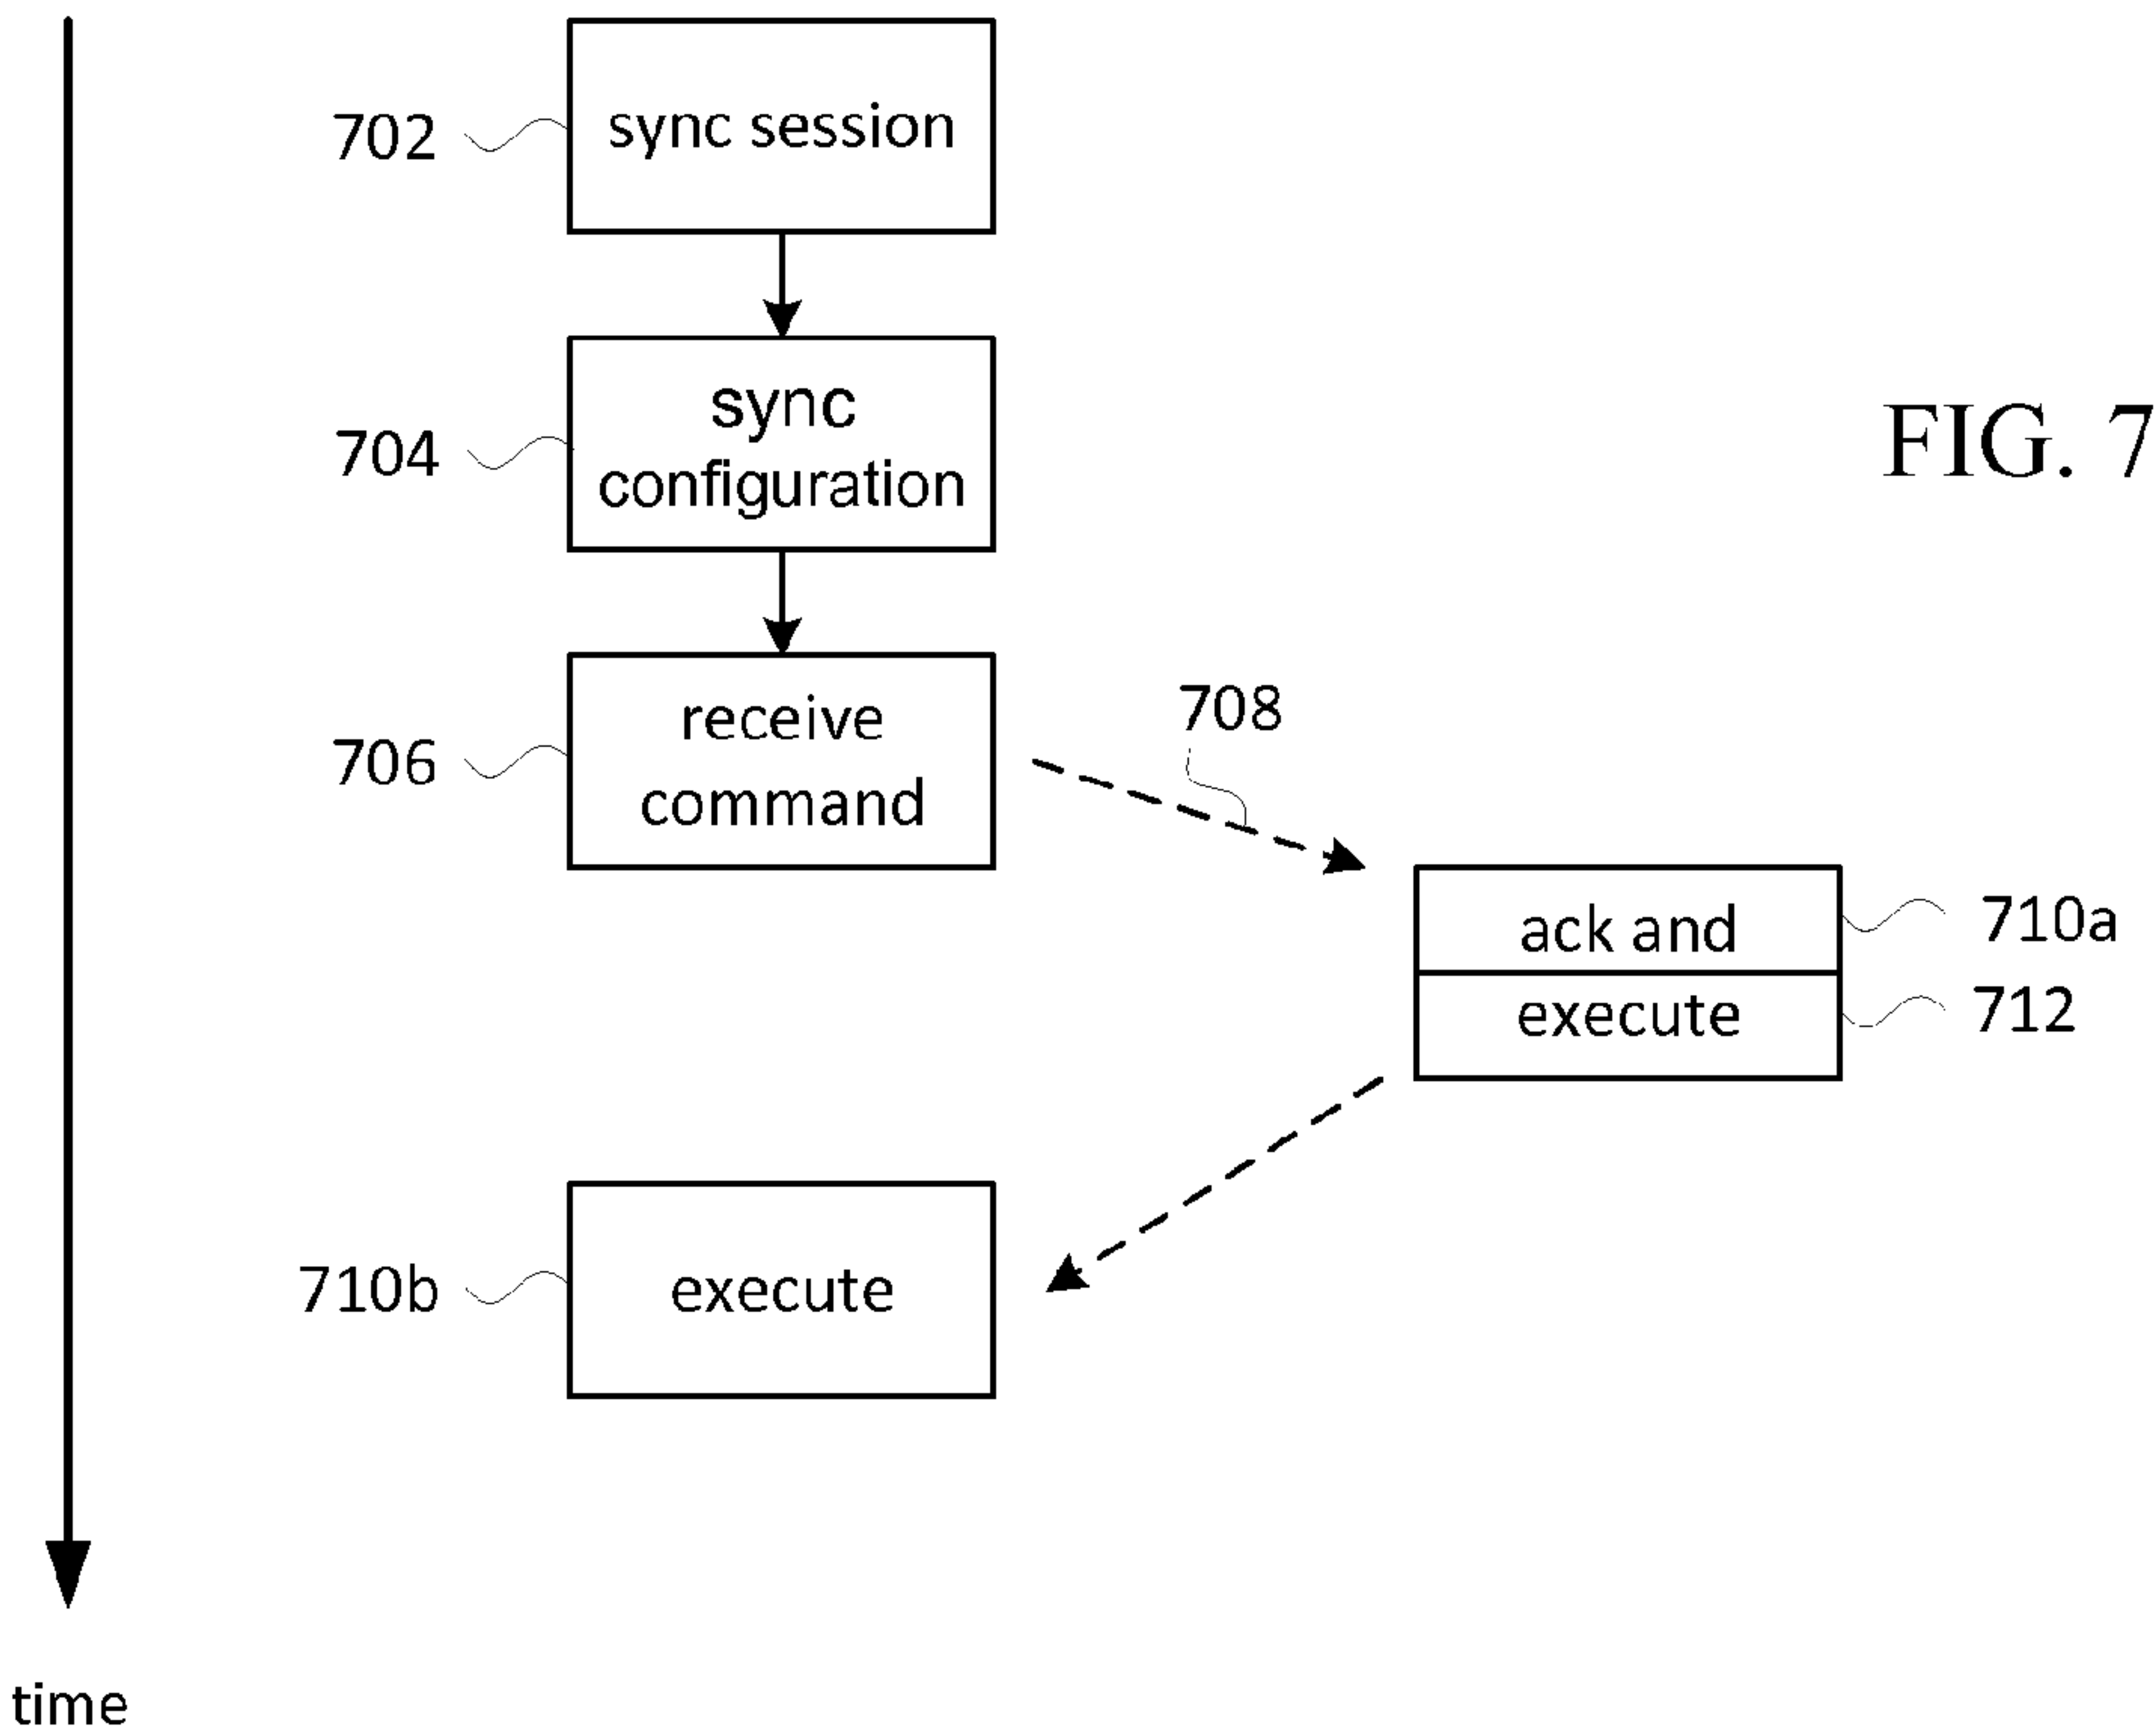 702
sync session
704
sync
configuration
FIG. 7
706
receive
command
708
ack and
710a
execute
712
710b
execute
time